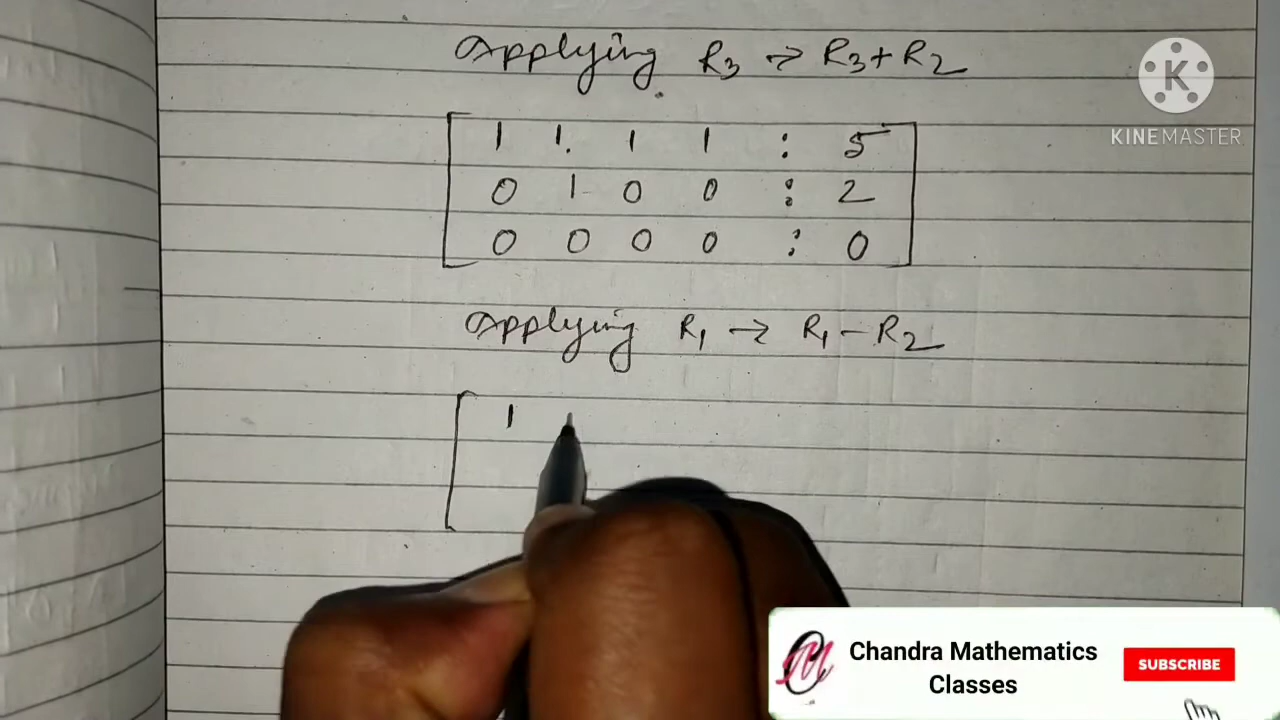 Applying R3 → R3 + R2
1 1. 1 1 : 5
0 1 0 0 : 2
0 0 0 0 : 0
Applying R1 → R1 - R2
1
K
KINEMASTER
Chandra Mathematics
Classes
SUBSCRIBE